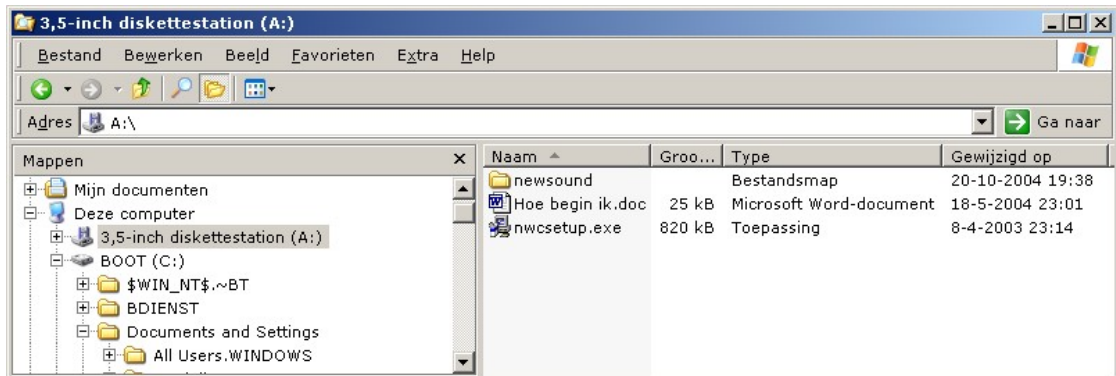 3,5-inch diskettestation (A:)
Bestand Bewerken Beeld Favorieten Extra Help
Adres A:\ Ga naar
Mappen
Mijn documenten
Deze computer
3,5-inch diskettestation (A:)
BOOT (C:)
$WIN_NT$.~BT
BDIENST
Documents and Settings
All Users.WINDOWS
Naam Groo... Type Gewijzigd op
newsound Bestandsmap 20-10-2004 19:38
Hoe begin ik.doc 25 kB Microsoft Word-document 18-5-2004 23:01
nwcsetup.exe 820 kB Toepassing 8-4-2003 23:14